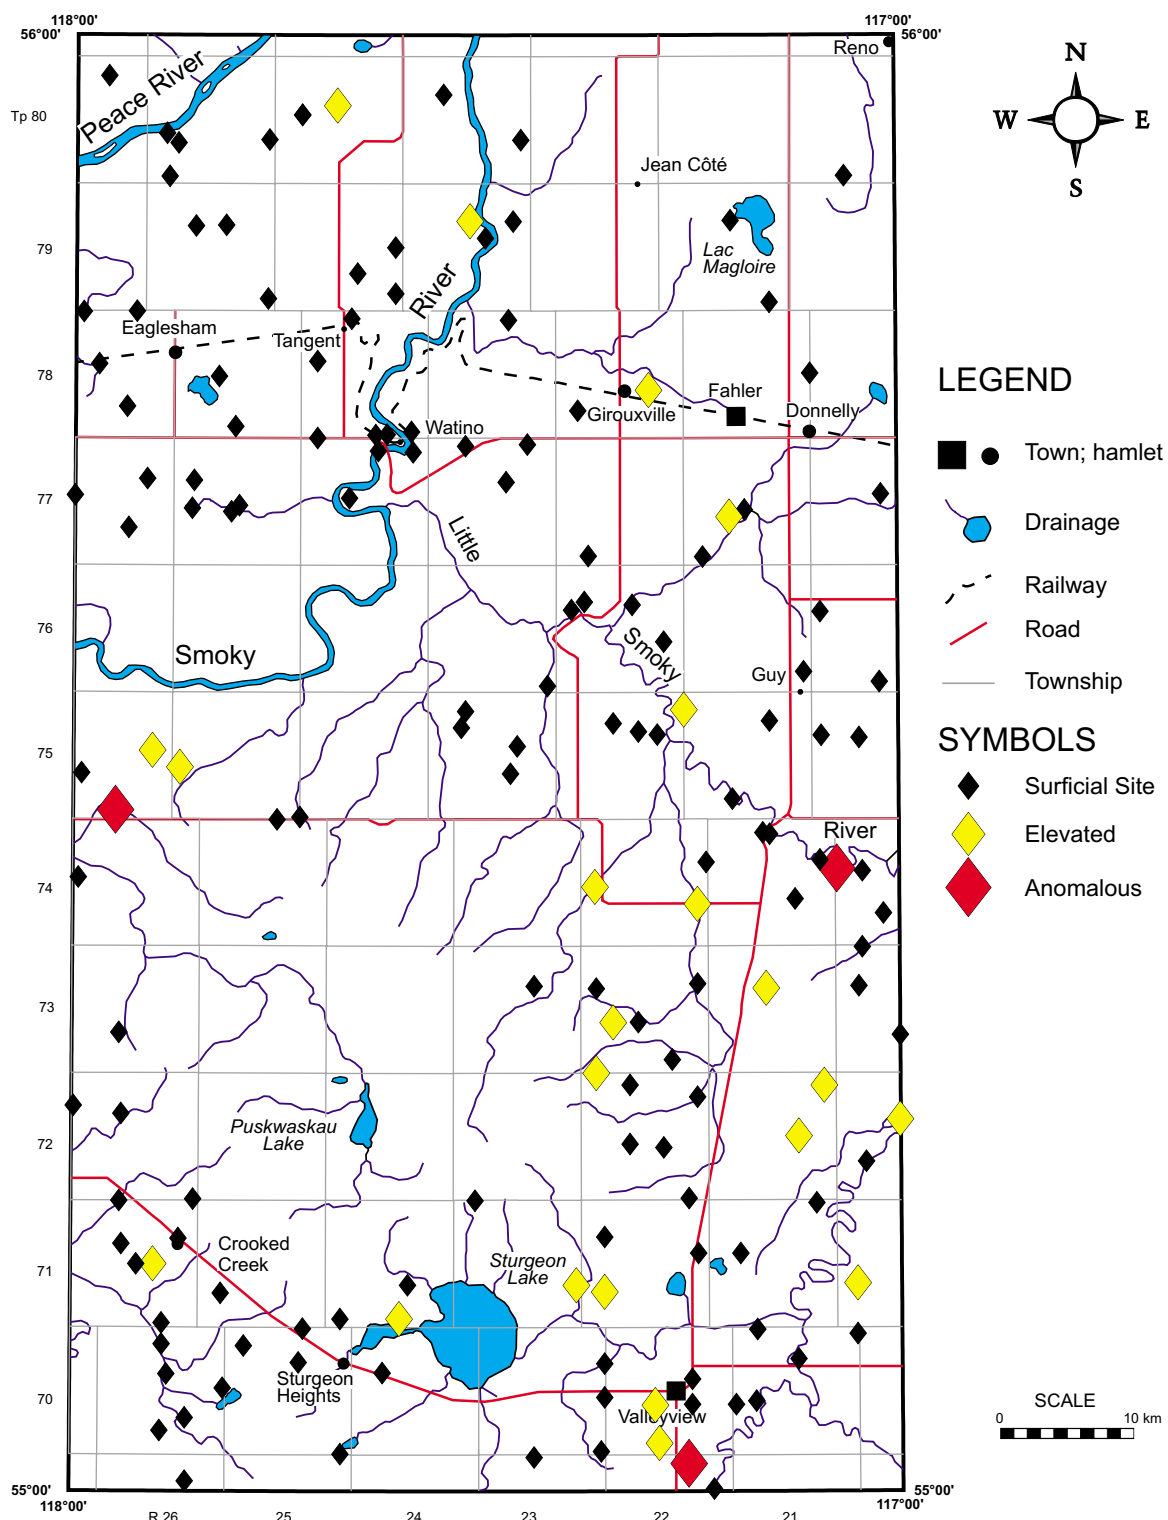 118°00'
117°00'
56°00'
56°00'
Reno
N
W
E
S
Tp 80
Peace River
Jean Côté
79
Lac
Magloire
River
Eaglesham
Tangent
78
Fahler
Girouxville
Donnelly
Watino
77
Little
76
Smoky
Smoky
Guy
75
River
74
73
72
Puskwaskau
Lake
71
Crooked
Creek
Sturgeon
Lake
70
Sturgeon
Heights
Valleyview
55°00'
118°00'
55°00'
117°00'
R 26
25
24
23
22
21
LEGEND
Town; hamlet
Drainage
Railway
Road
Township
SYMBOLS
Surficial Site
Elevated
Anomalous
SCALE
0
10 km